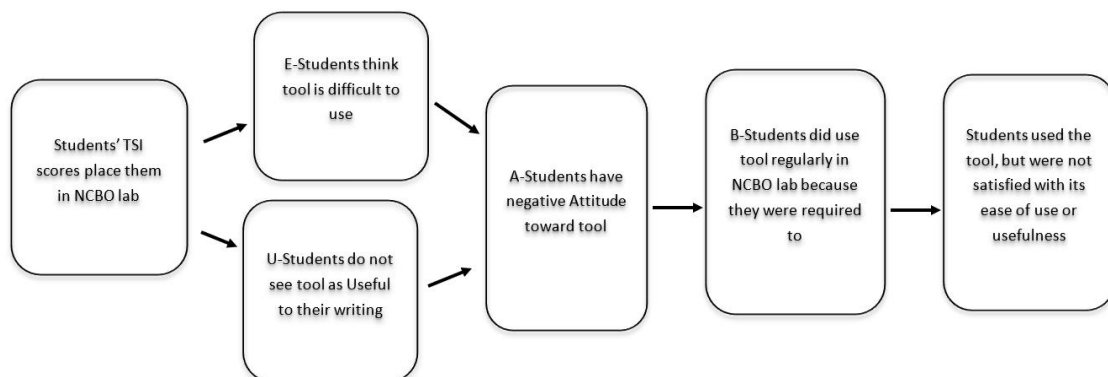 Students' TSI
scores place them
in NCBO lab
E-Students think
tool is difficult to
use
U-Students do not
see tool as Useful
to their writing
A-Students have
negative Attitude
toward tool
B-Students did use
tool regularly in
NCBO lab because
they were required
to
Students used the
tool, but were not
satisfied with its
ease of use or
usefulness